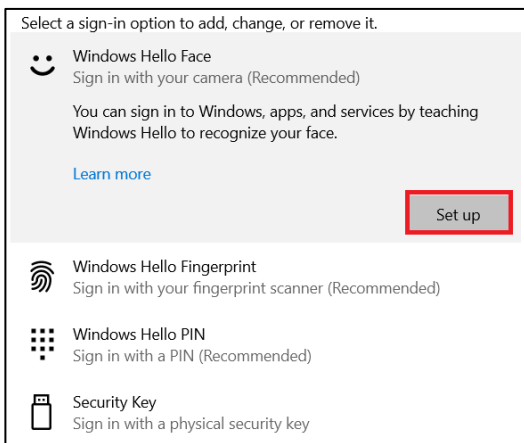 Select a sign-in option to add, change, or remove it.
Windows Hello Face
Sign in with your camera (Recommended)
You can sign in to Windows, apps, and services by teaching
Windows Hello to recognize your face.
Learn more
Set up
Windows Hello Fingerprint
Sign in with your fingerprint scanner (Recommended)
Windows Hello PIN
Sign in with a PIN (Recommended)
Security Key
Sign in with a physical security key